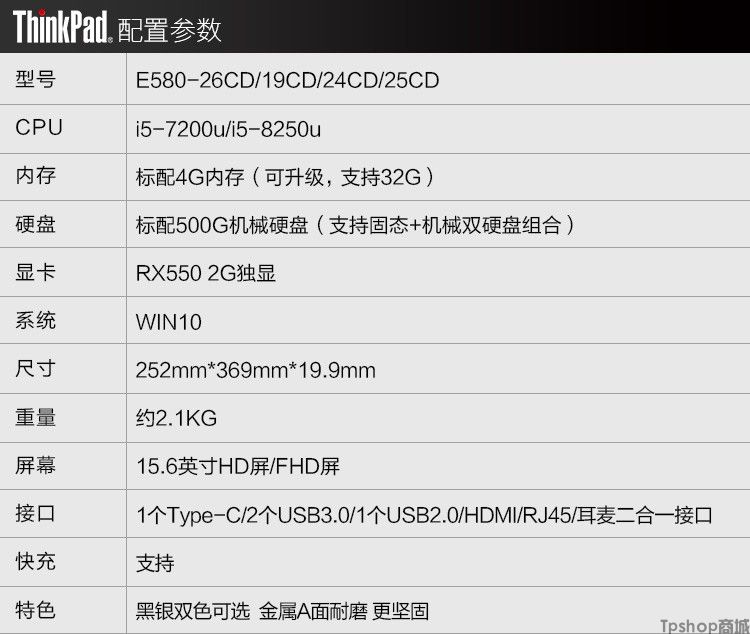 ThinkPad 配置参数
型号 E580-26CD/19CD/24CD/25CD
CPU i5-7200u/i5-8250u
内存 标配4G内存（可升级，支持32G）
硬盘 标配500G机械硬盘（支持固态+机械双硬盘组合）
显卡 RX550 2G独显
系统 WIN10
尺寸 252mm*369mm*19.9mm
重量 约2.1KG
屏幕 15.6英寸HD屏/FHD屏
接口 1个Type-C/2个USB3.0/1个USB2.0/HDMI/RJ45/耳麦二合一接口
快充 支持
特色 黑银双色可选 金属A面耐磨 更坚固
Tpshop商城